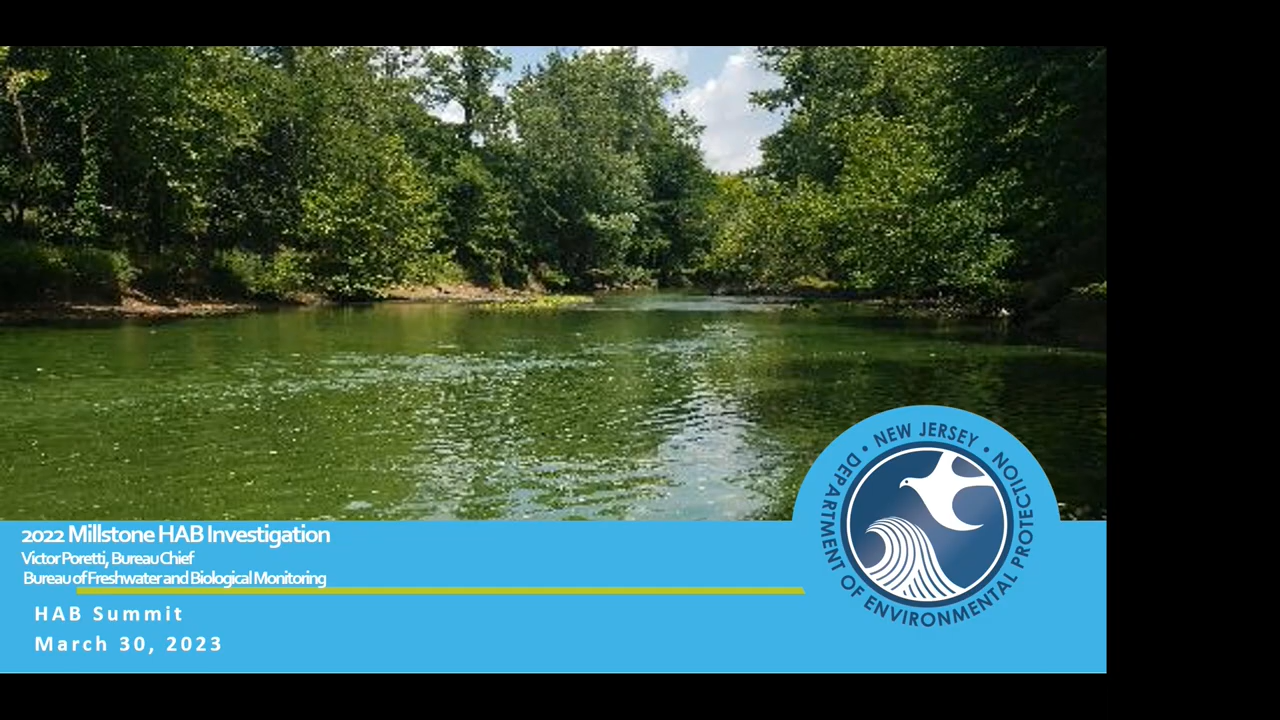 2022 Millstone HAB Investigation
Victor Poretti, Bureau Chief
Bureau of Freshwater and Biological Monitoring
HAB Summit
March 30, 2023
• NEW JERSEY •
DEPARTMENT OF ENVIRONMENTAL PROTECTION